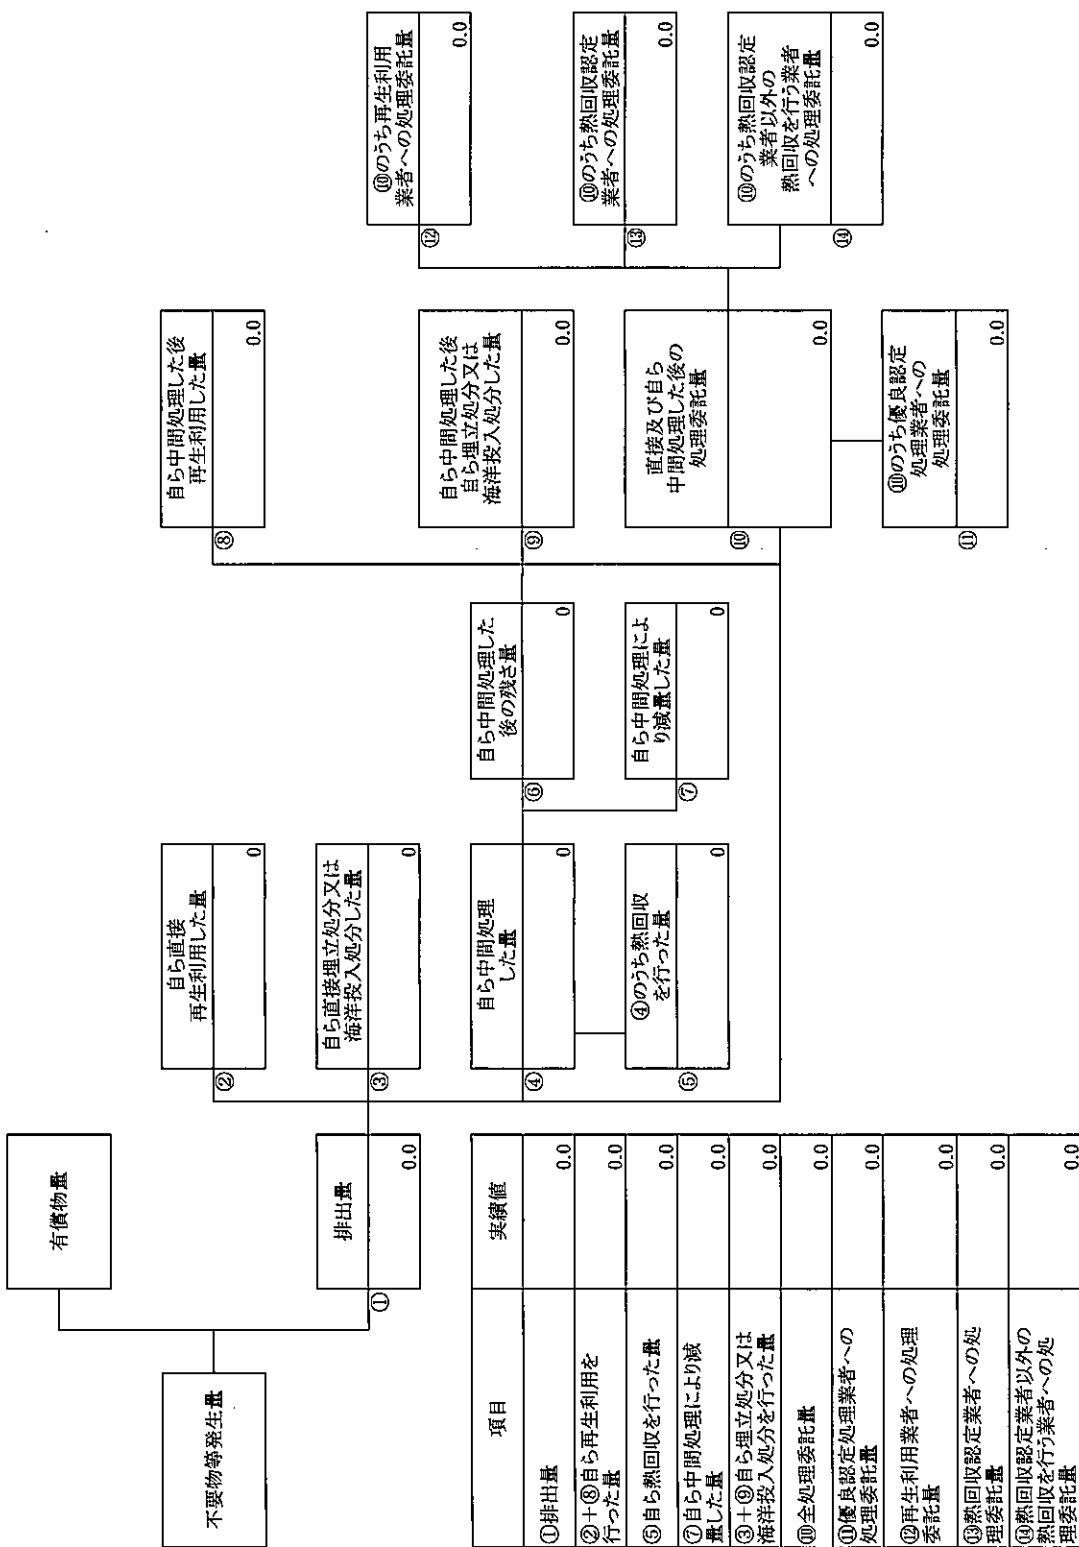 不要物等発生量
有償物量
排出量
①
0.0
自ら直接
再生利用した量
②
0
自ら直接埋立処分又は
海洋投入処分した量
③
0
自ら中間処理
した量
④
0
④のうち熱回収
を行った量
⑤
0
自ら中間処理した
後の残さ量
⑥
0
自ら中間処理によ
り減量した量
⑦
0
自ら中間処理した後
再生利用した量
⑧
0.0
自ら中間処理した後
自ら埋立処分又は
海洋投入処分した量
⑨
0.0
直接及び自ら
中間処理した後の
処理委託量
⑩
0.0
⑩のうち優良認定
処理業者への
処理委託量
⑪
0.0
⑩のうち再生利用
業者への処理委託量
⑫
0.0
⑩のうち熱回収認定
業者への処理委託量
⑬
0.0
⑩のうち熱回収認定
業者以外の
熱回収を行う業者
への処理委託量
⑭
0.0
項目 実績値
①排出量 0.0
②+⑧自ら再生利用を
行った量 0.0
⑤自ら熱回収を行った量 0.0
⑦自ら中間処理により減
量した量 0.0
③+⑨自ら埋立処分又は
海洋投入処分を行った量 0.0
⑩全処理委託量 0.0
⑪優良認定処理業者への
処理委託量 0.0
⑫再生利用業者への処理
委託量 0.0
⑬熱回収認定業者への処
理委託量 0.0
⑭熱回収認定業者以外の
熱回収を行う業者への処
理委託量 0.0